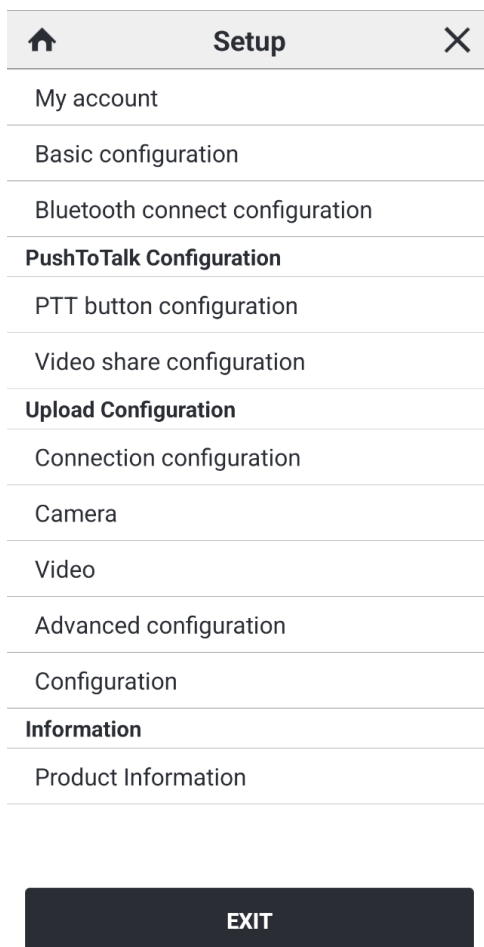 Setup
My account
Basic configuration
Bluetooth connect configuration
PushToTalk Configuration
PTT button configuration
Video share configuration
Upload Configuration
Connection configuration
Camera
Video
Advanced configuration
Configuration
Information
Product Information
EXIT